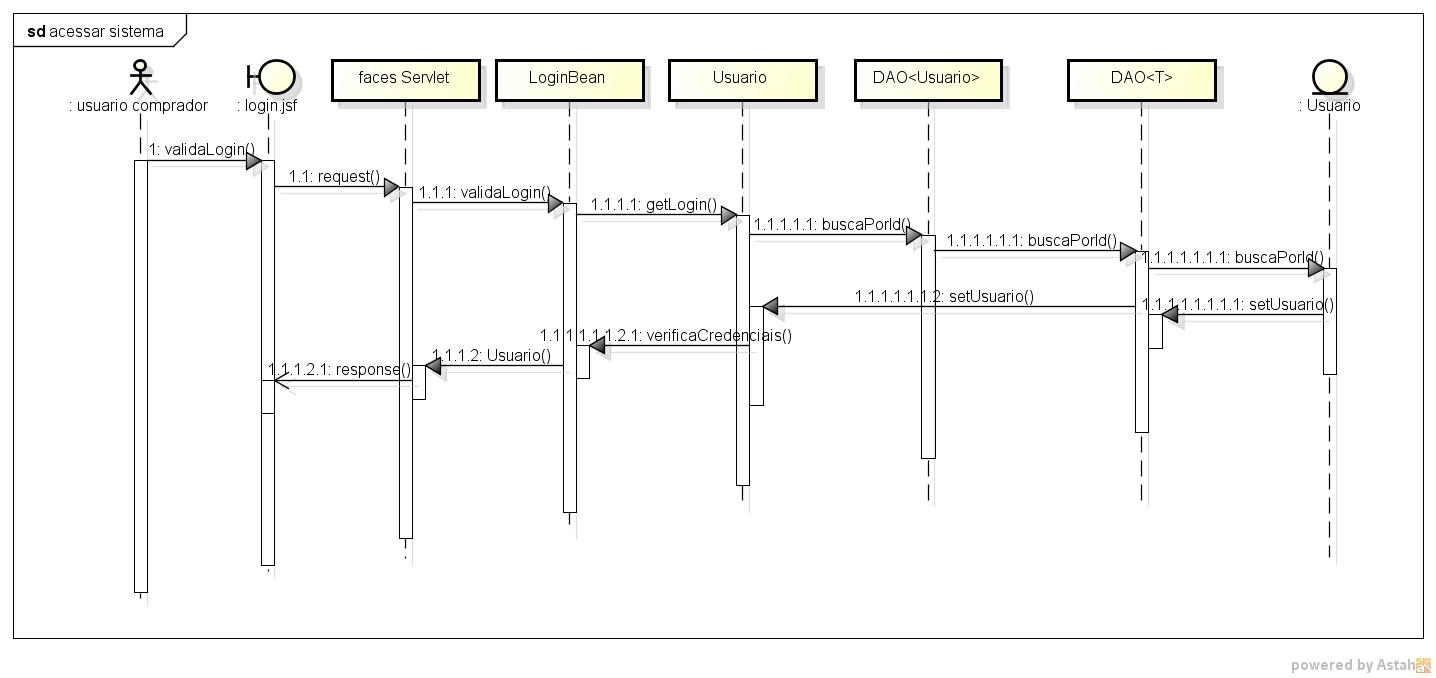 sd acessar sistema
: usuario comprador
: login.jsf
faces Servlet
LoginBean
Usuario
DAO<Usuario>
DAO<T>
: Usuario
1: validaLogin()
1.1: request()
1.1.1: validaLogin()
1.1.1.1: getLogin()
1.1.1.1.1: buscaPorId()
1.1.1.1.1.1: buscaPorId()
1.1.1.1.1.1.1: buscaPorId()
1.1.1.1.1.1.2: setUsuario()
1.1.1.1.1.1.1.1: setUsuario()
1.1.1.1.1.1.2.1: verificaCredenciais()
1.1.1.2: Usuario()
1.1.1.2.1: response()
powered by Astah